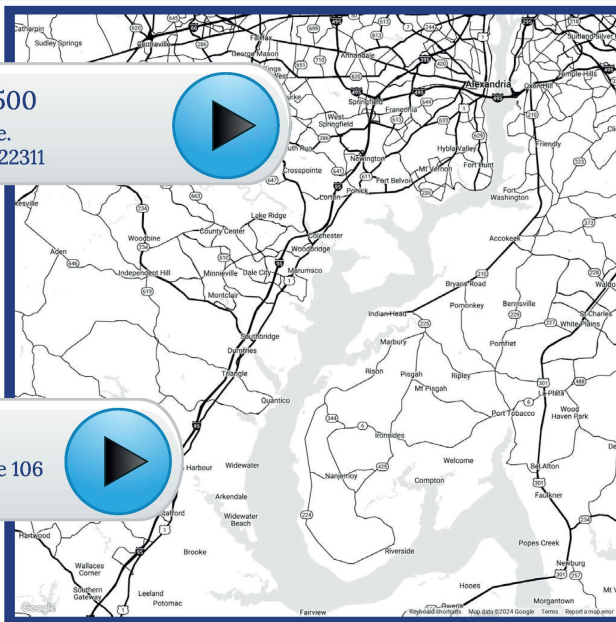 Catharpin
Sudley Springs
Centreville
Fairfax
George Mason
Annandale
Suitland-Silver
Temple Hills
Alexandria
Oxon Hill
500
e.
22311
Springfield
West
Springfield
Franconia
Hybla Valley
Fort Hunt
Mt Vernon
Newington
Crosspointe
Fort Belvoir
Lorton
Pohick
Friendly
Fort
Washington
Lake Ridge
County Center
Woodbine
Aden
Independent Hill
Minnieville
Dale City
Marumsco
Montclair
Colchester
Woodbridge
Accokeek
Bryans Road
Indian Head
Pomonkey
Bennsville
St Charles
White Plains
Southbridge
Dumfries
Triangle
Quantico
Marbury
Rison
Pisgah
Ripley
Mt Pisgah
Pomfret
La Plata
Wood
Haven Park
Port Tobacco
Ironsides
Nanjemoy
Welcome
Compton
Bel Alton
Faulkner
e 106
Harbour
Widewater
Arkendale
Widewater
Beach
Stafford
Hartwood
Brooke
Riverside
Popes Creek
Newburg
Wallaces
Corner
Southern
Gateway
Leeland
Potomac
Hooes
Owens
Morgantown
Fairview
Google
Keyboard shortcuts Map data ©2024 Google Terms Report a map error